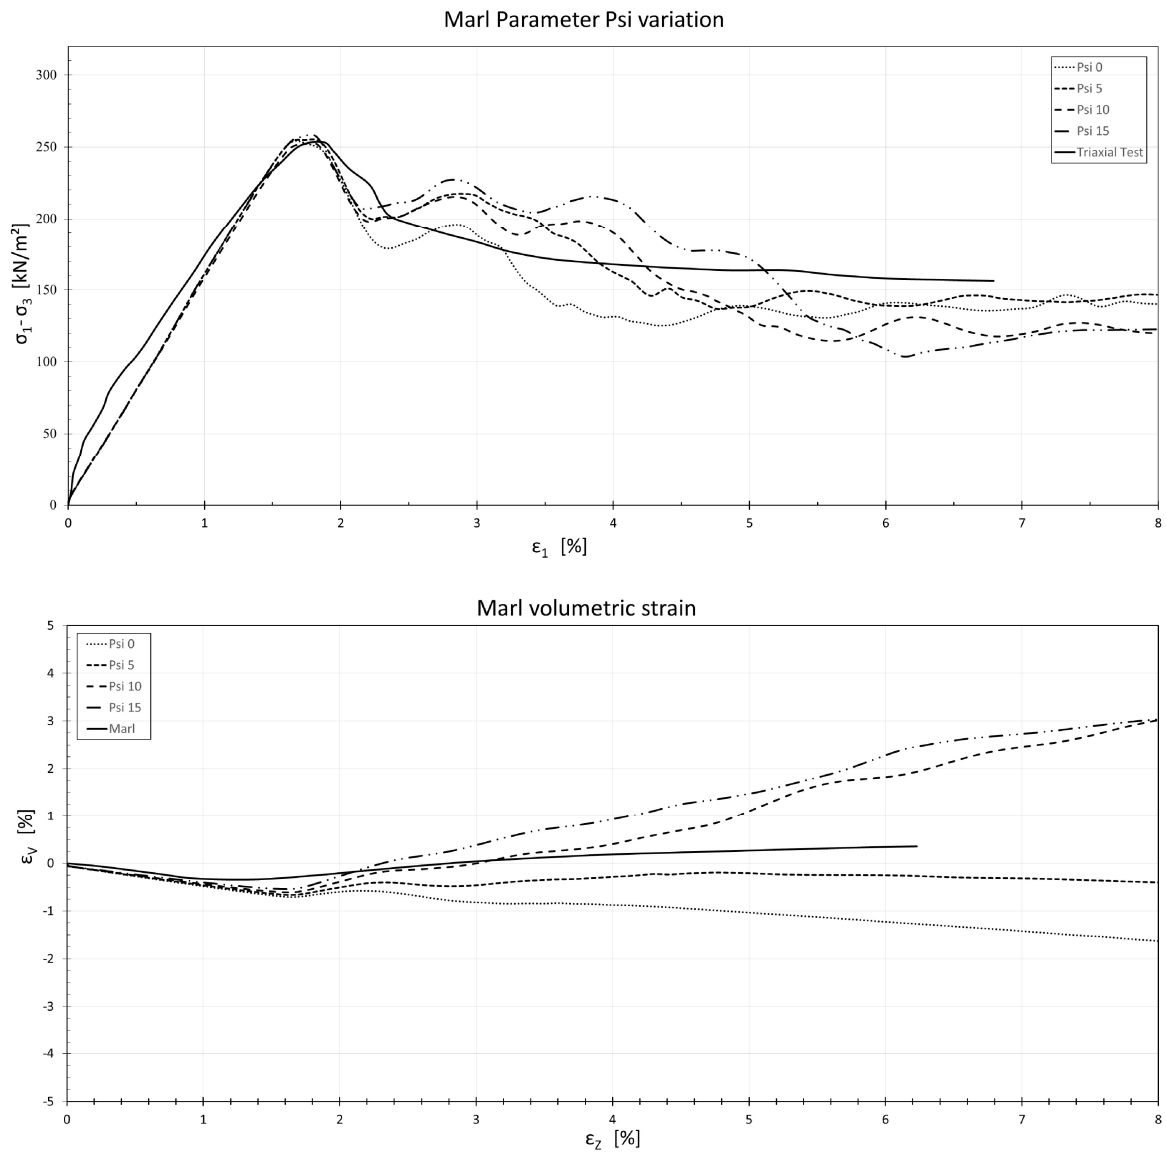 Marl Parameter Psi variation
300
250
200
150
100
50
0
σ1- σ3 [kN/m²]
Psi 0
Psi 5
Psi 10
Psi 15
Triaxial Test
0 1 2 3 4 5 6 7 8
ε1 [%]
Marl volumetric strain
5
4
3
2
1
0
-1
-2
-3
-4
-5
εV [%]
Psi 0
Psi 5
Psi 10
Psi 15
Marl
0 1 2 3 4 5 6 7 8
εZ [%]